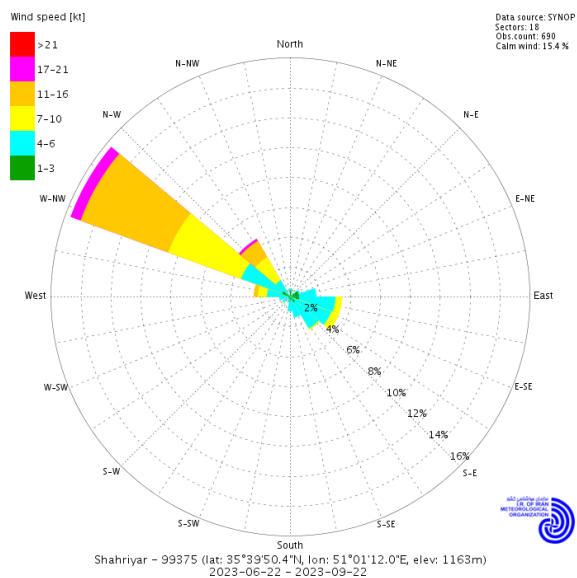 Wind speed [kt]
>21
17-21
11-16
7-10
4-6
1-3
Data source: SYNOP
Sectors: 18
Obs.count: 690
Calm wind: 15.4 %
North
N-NW
N-NE
N-W
N-E
W-NW
E-NE
West
East
2%
4%
6%
8%
10%
12%
14%
16%
W-SW
E-SE
S-W
S-E
S-SW
S-SE
South
I.R. OF IRAN
METEOROLOGICAL
ORGANIZATION
Shahriyar - 99375 (lat: 35°39'50.4"N, lon: 51°01'12.0"E, elev: 1163m)
2023-06-22 - 2023-09-22